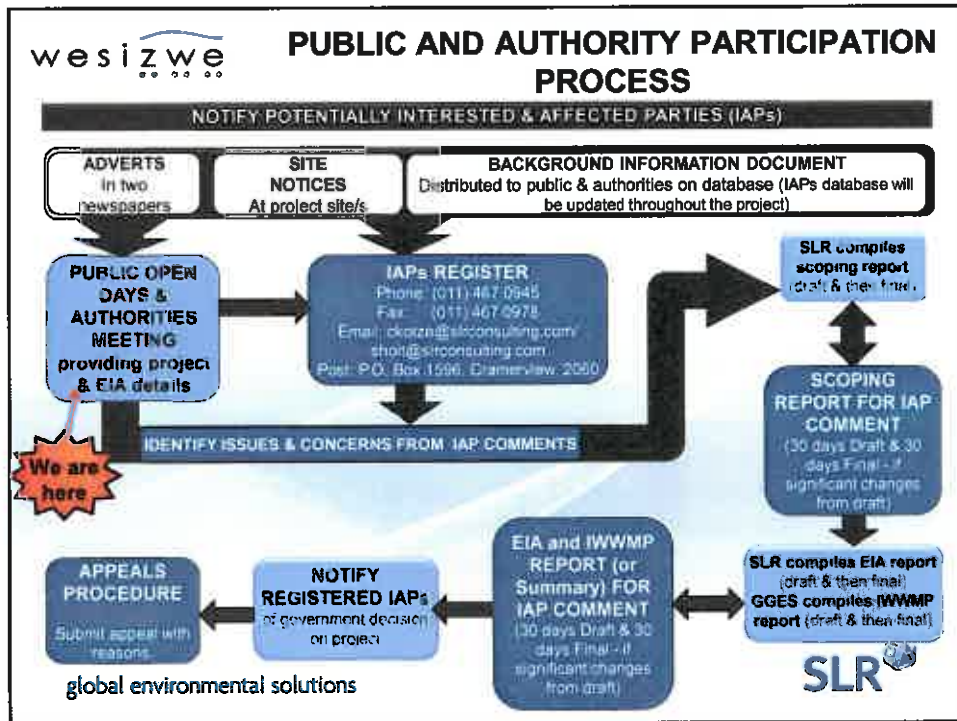 wesizwe
PUBLIC AND AUTHORITY PARTICIPATION
PROCESS
NOTIFY POTENTIALLY INTERESTED & AFFECTED PARTIES (IAPs)
ADVERTS
In two
newspapers
SITE
NOTICES
At project site/s
BACKGROUND INFORMATION DOCUMENT
Distributed to public & authorities on database (IAPs database will
be updated throughout the project)
PUBLIC OPEN
DAYS &
AUTHORITIES
MEETING
providing project
& EIA details
We are
here
IAPs REGISTER
Phone: (011) 467 0945
Fax: (011) 467 0978
Email:
short@slrconsulting.com
Post: P.O. Box 1596, Cramerview, 2060
IDENTIFY ISSUES & CONCERNS FROM IAP COMMENTS
SLR compiles
scoping report
(draft & then final)
SCOPING
REPORT FOR IAP
COMMENT
(30 days Draft & 30
days Final - if
significant changes
from draft)
SLR compiles EIA report
(draft & then final)
GGES compiles IWWMP
report (draft & then final)
EIA and IWWMP
REPORT (or
Summary) FOR
IAP COMMENT
(30 days Draft & 30
days Final - if
significant changes
from draft)
NOTIFY
REGISTERED IAPs
of government decision
on project
APPEALS
PROCEDURE
Submit appeal with
reasons
global environmental solutions
SLR